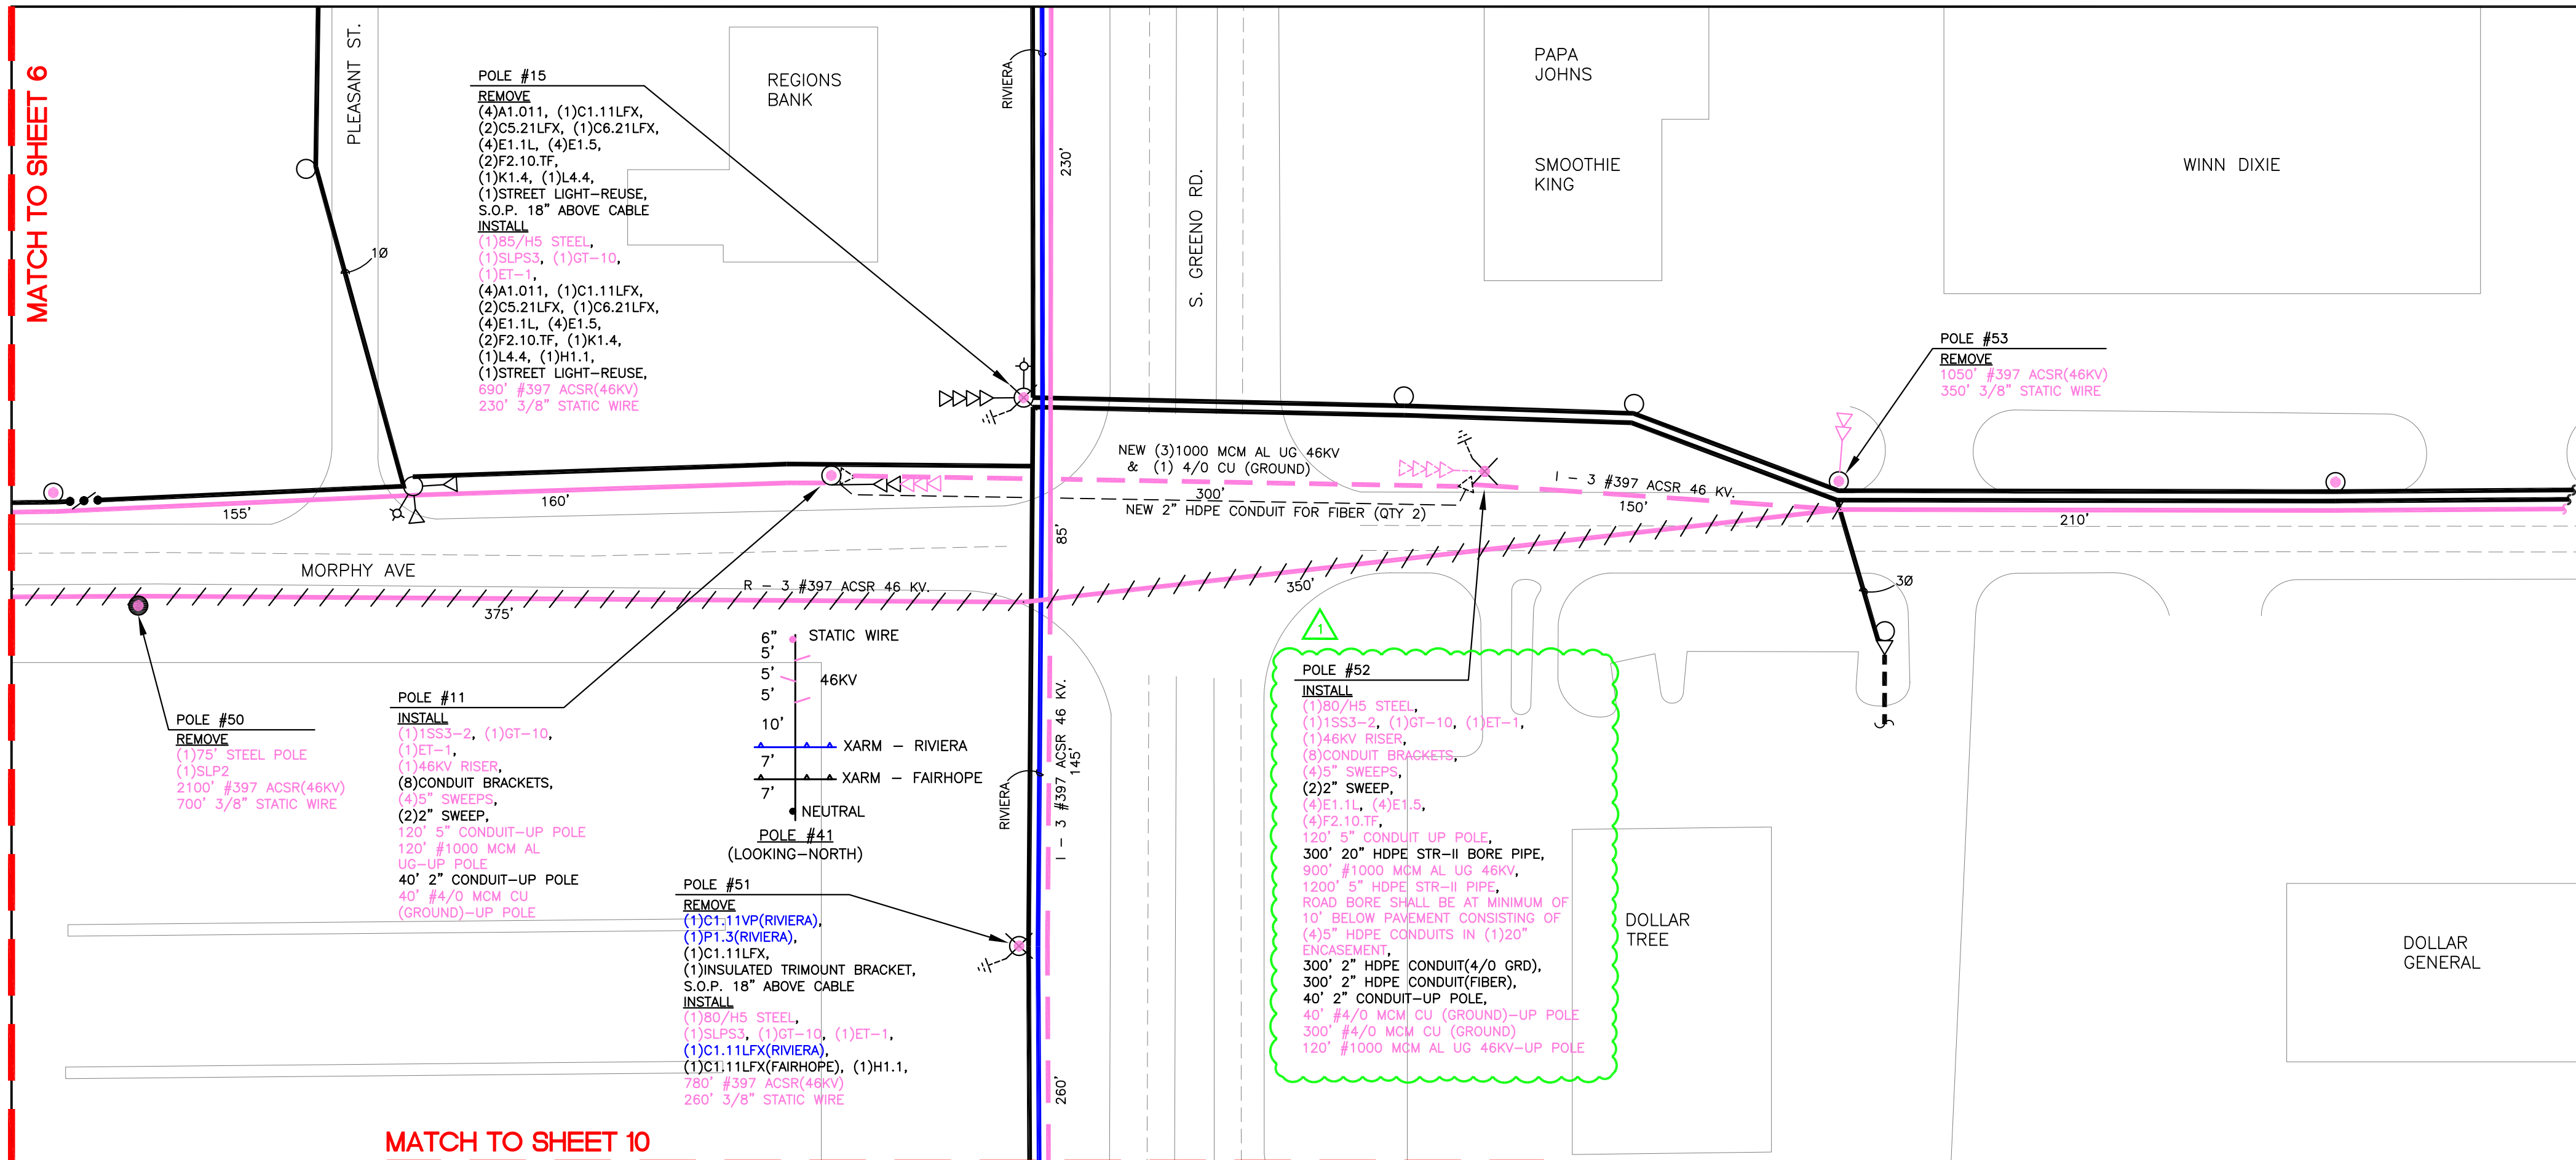 MATCH TO SHEET 6
PLEASANT ST.
1Ø
POLE #15
REMOVE
(4)A1.011, (1)C1.11LFX,
(2)C5.21LFX, (1)C6.21LFX,
(4)E1.1L, (4)E1.5,
(2)F2.10.TF,
(1)K1.4, (1)L4.4,
(1)STREET LIGHT-REUSE,
S.O.P. 18" ABOVE CABLE
INSTALL
(1)85/H5 STEEL,
(1)SLPS3, (1)GT-10,
(1)ET-1,
(4)A1.011, (1)C1.11LFX,
(2)C5.21LFX, (1)C6.21LFX,
(4)E1.1L, (4)E1.5,
(2)F2.10.TF, (1)K1.4,
(1)L4.4, (1)H1.1,
(1)STREET LIGHT-REUSE,
690' #397 ACSR(46KV)
230' 3/8" STATIC WIRE
REGIONS
BANK
RIVIERA
230'
S. GREENO RD.
PAPA
JOHNS
SMOOTHIE
KING
WINN DIXIE
POLE #53
REMOVE
1050' #397 ACSR(46KV)
350' 3/8" STATIC WIRE
NEW (3)1000 MCM AL UG 46KV
& (1) 4/0 CU (GROUND)
300'
NEW 2" HDPE CONDUIT FOR FIBER (QTY 2)
I - 3 #397 ACSR 46 KV.
150'
210'
155'
160'
85'
MORPHY AVE
R - 3 #397 ACSR 46 KV.
375'
350'
3Ø
POLE #50
REMOVE
(1)75' STEEL POLE
(1)SLP2
2100' #397 ACSR(46KV)
700' 3/8" STATIC WIRE
POLE #11
INSTALL
(1)1SS3-2, (1)GT-10,
(1)ET-1,
(1)46KV RISER,
(8)CONDUIT BRACKETS,
(4)5" SWEEPS,
(2)2" SWEEP,
120' 5" CONDUIT-UP POLE
120' #1000 MCM AL
UG-UP POLE
40' 2" CONDUIT-UP POLE
40' #4/0 MCM CU
(GROUND)-UP POLE
6"
STATIC WIRE
5'
5'
46KV
5'
10'
XARM - RIVIERA
7'
XARM - FAIRHOPE
7'
NEUTRAL
POLE #41
(LOOKING-NORTH)
RIVIERA
I - 3 #397 ACSR 46 KV.
145'
260'
POLE #51
REMOVE
(1)C1.11VP(RIVIERA),
(1)P1.3(RIVIERA),
(1)C1.11LFX,
(1)INSULATED TRIMOUNT BRACKET,
S.O.P. 18" ABOVE CABLE
INSTALL
(1)80/H5 STEEL,
(1)SLPS3, (1)GT-10, (1)ET-1,
(1)C1.11LFX(RIVIERA),
(1)C1.11LFX(FAIRHOPE), (1)H1.1,
780' #397 ACSR(46KV)
260' 3/8" STATIC WIRE
1
POLE #52
INSTALL
(1)80/H5 STEEL,
(1)1SS3-2, (1)GT-10, (1)ET-1,
(1)46KV RISER,
(8)CONDUIT BRACKETS,
(4)5" SWEEPS,
(2)2" SWEEP,
(4)E1.1L, (4)E1.5,
(4)F2.10.TF,
120' 5" CONDUIT UP POLE,
300' 20" HDPE STR-II BORE PIPE,
900' #1000 MCM AL UG 46KV,
1200' 5" HDPE STR-II PIPE,
ROAD BORE SHALL BE AT MINIMUM OF
10' BELOW PAVEMENT CONSISTING OF
(4)5" HDPE CONDUITS IN (1)20"
ENCASEMENT,
300' 2" HDPE CONDUIT(4/0 GRD),
300' 2" HDPE CONDUIT(FIBER),
40' 2" CONDUIT-UP POLE,
40' #4/0 MCM CU (GROUND)-UP POLE
300' #4/0 MCM CU (GROUND)
120' #1000 MCM AL UG 46KV-UP POLE
DOLLAR
TREE
DOLLAR
GENERAL
MATCH TO SHEET 10